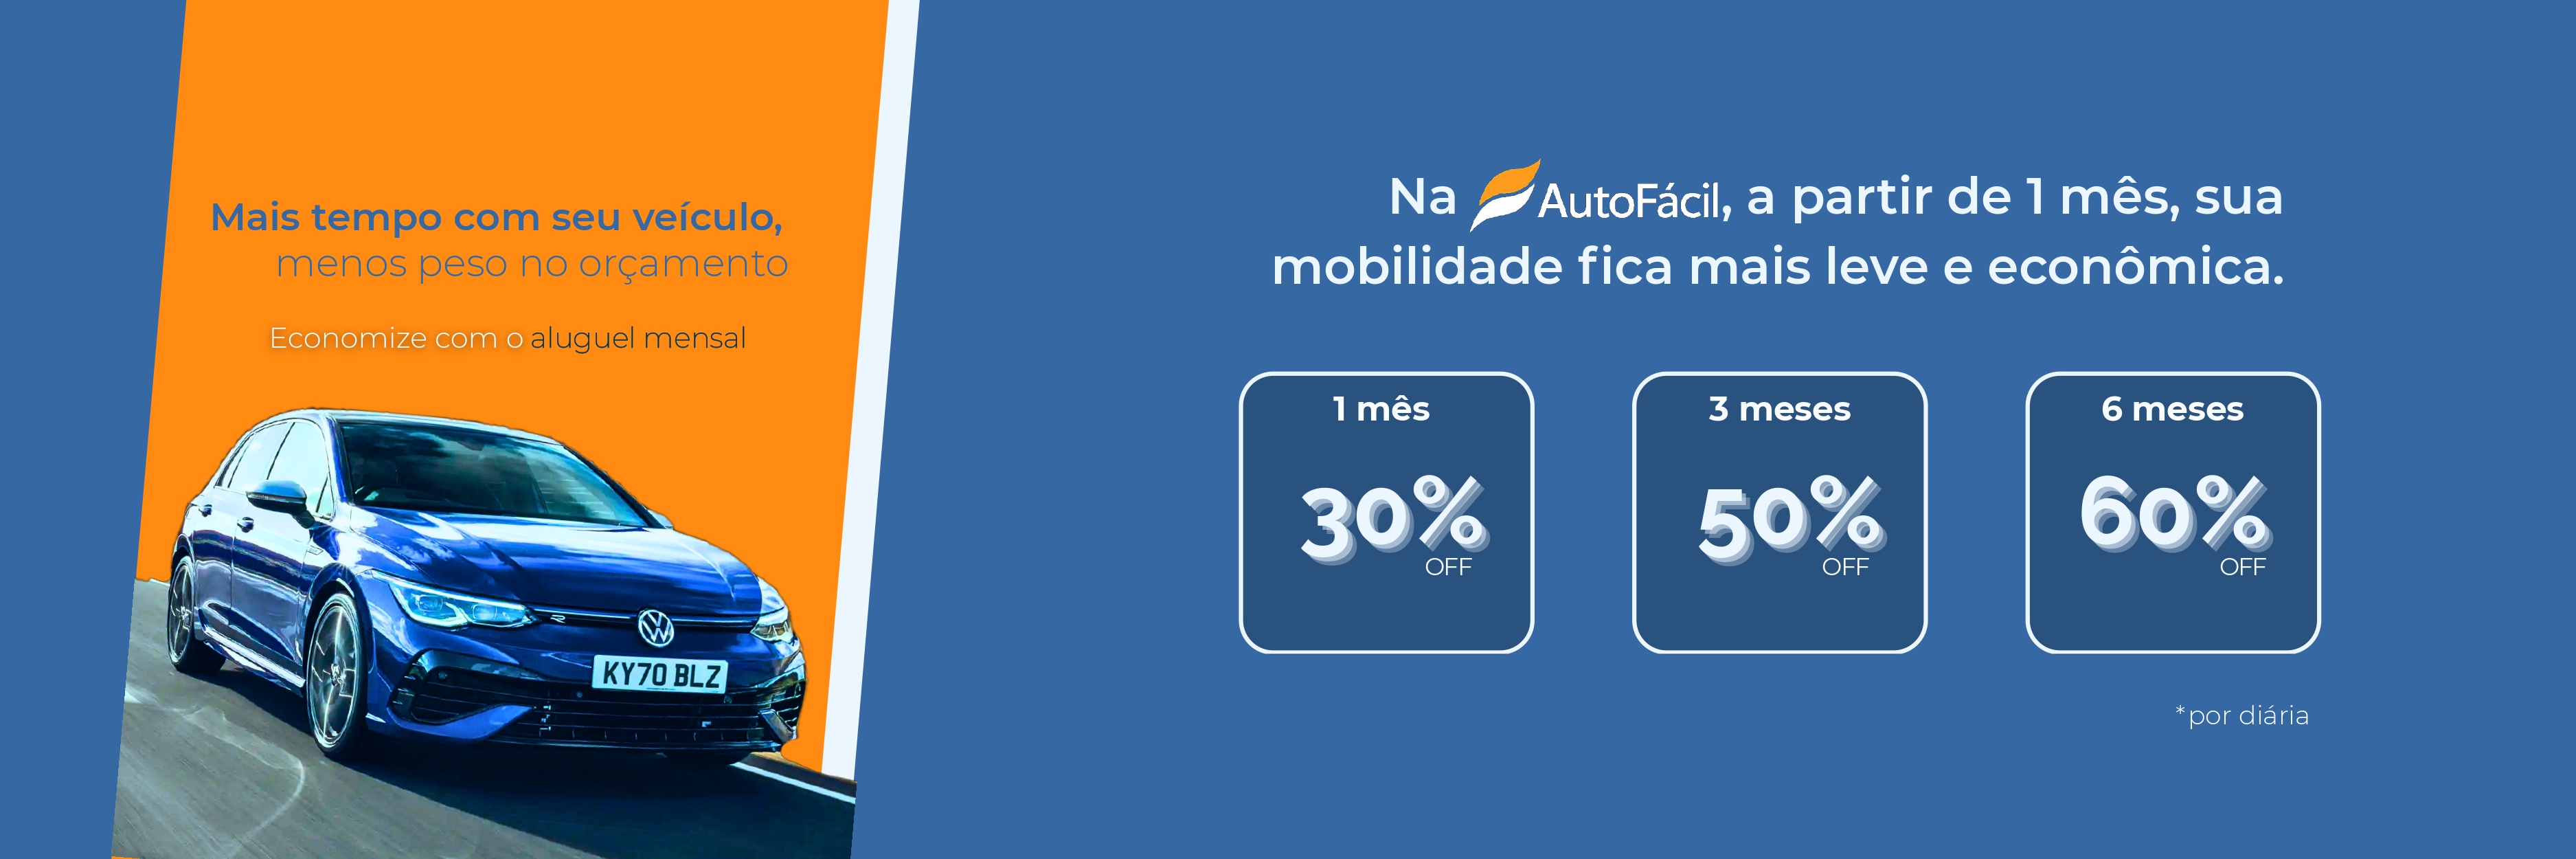 Mais tempo com seu veículo,
menos peso no orçamento
Economize com o aluguel mensal
KY70 BLZ
Na AutoFácil, a partir de 1 mês, sua
mobilidade fica mais leve e econômica.
1 mês
30%
OFF
3 meses
50%
OFF
6 meses
60%
OFF
*por diária